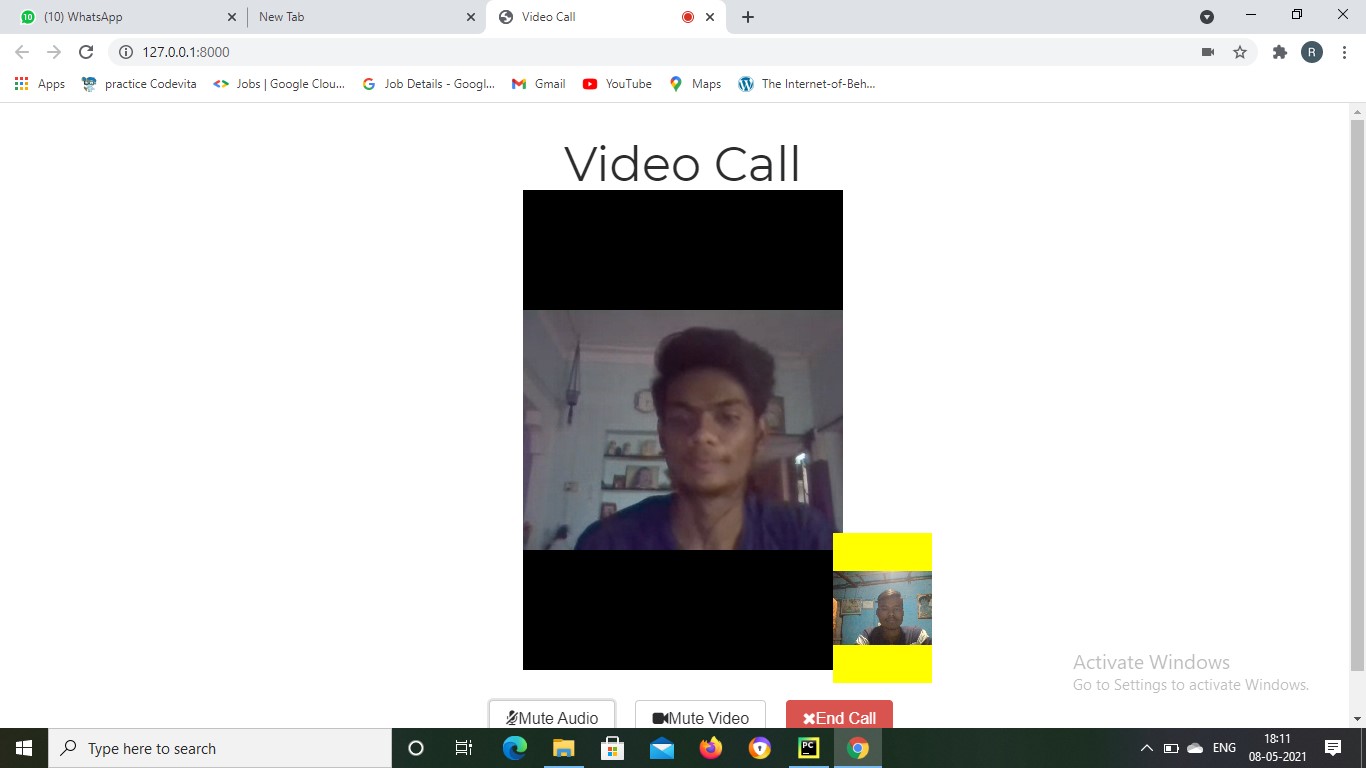 10
(10) WhatsApp
New Tab
Video Call
127.0.0.1:8000
R
Apps
practice Codevita
Jobs | Google Clou...
Job Details - Googl...
Gmail
YouTube
Maps
The Internet-of-Beh...
Video Call
Activate Windows
Go to Settings to activate Windows.
Mute Audio
Mute Video
End Call
Type here to search
PC
ENG
18:11
08-05-2021